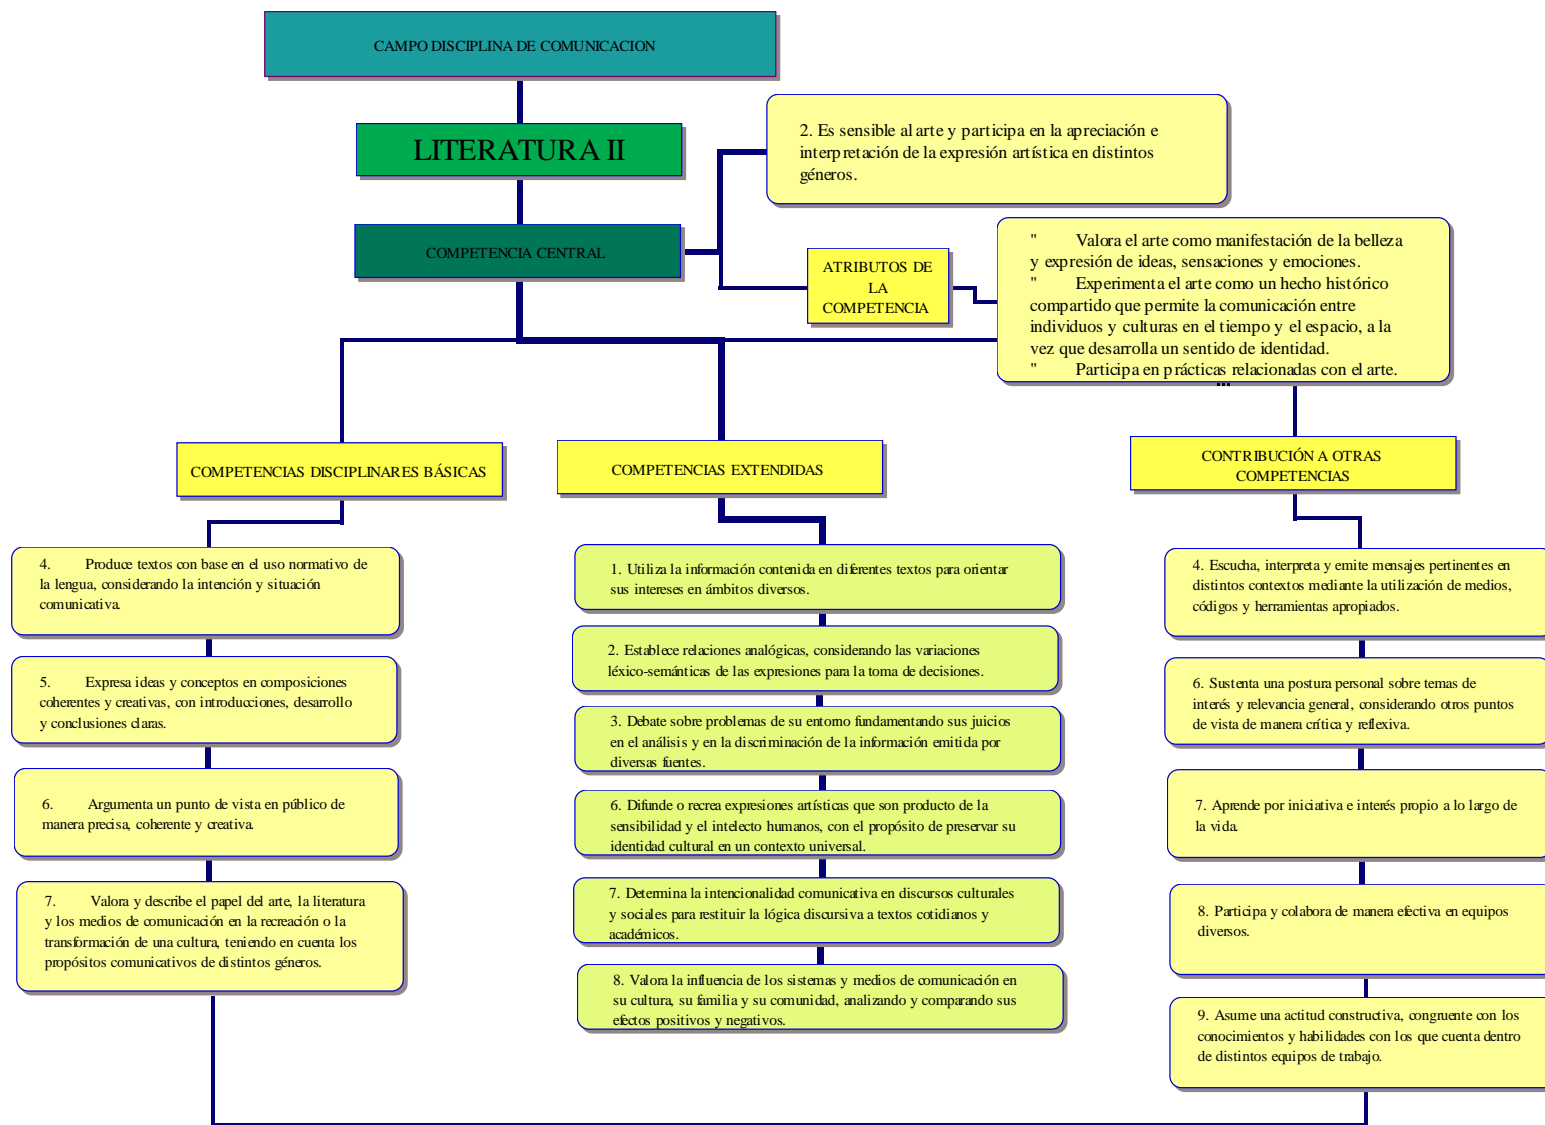 CAMPO DISCIPLINA DE COMUNICACION
LITERATURA II
2. Es sensible al arte y participa en la apreciación e
interpretación de la expresión artística en distintos
géneros.
COMPETENCIA CENTRAL
ATRIBUTOS DE
LA
COMPETENCIA
" Valora el arte como manifestación de la belleza
y expresión de ideas, sensaciones y emociones.
" Experimenta el arte como un hecho histórico
compartido que permite la comunicación entre
individuos y culturas en el tiempo y el espacio, a la
vez que desarrolla un sentido de identidad.
" Participa en prácticas relacionadas con el arte.
COMPETENCIAS DISCIPLINARES BÁSICAS
4. Produce textos con base en el uso normativo de
la lengua, considerando la intención y situación
comunicativa.
5. Expresa ideas y conceptos en composiciones
coherentes y creativas, con introducciones, desarrollo
y conclusiones claras.
6. Argumenta un punto de vista en público de
manera precisa, coherente y creativa.
7. Valora y describe el papel del arte, la literatura
y los medios de comunicación en la recreación o la
transformación de una cultura, teniendo en cuenta los
propósitos comunicativos de distintos géneros.
COMPETENCIAS EXTENDIDAS
1. Utiliza la información contenida en diferentes textos para orientar
sus intereses en ámbitos diversos.
2. Establece relaciones analógicas, considerando las variaciones
léxico-semánticas de las expresiones para la toma de decisiones.
3. Debate sobre problemas de su entorno fundamentando sus juicios
en el análisis y en la discriminación de la información emitida por
diversas fuentes.
6. Difunde o recrea expresiones artísticas que son producto de la
sensibilidad y el intelecto humanos, con el propósito de preservar su
identidad cultural en un contexto universal.
7. Determina la intencionalidad comunicativa en discursos culturales
y sociales para restituir la lógica discursiva a textos cotidianos y
académicos.
8. Valora la influencia de los sistemas y medios de comunicación en
su cultura, su familia y su comunidad, analizando y comparando sus
efectos positivos y negativos.
CONTRIBUCIÓN A OTRAS
COMPETENCIAS
4. Escucha, interpreta y emite mensajes pertinentes en
distintos contextos mediante la utilización de medios,
códigos y herramientas apropiados.
6. Sustenta una postura personal sobre temas de
interés y relevancia general, considerando otros puntos
de vista de manera crítica y reflexiva.
7. Aprende por iniciativa e interés propio a lo largo de
la vida.
8. Participa y colabora de manera efectiva en equipos
diversos.
9. Asume una actitud constructiva, congruente con los
conocimientos y habilidades con los que cuenta dentro
de distintos equipos de trabajo.